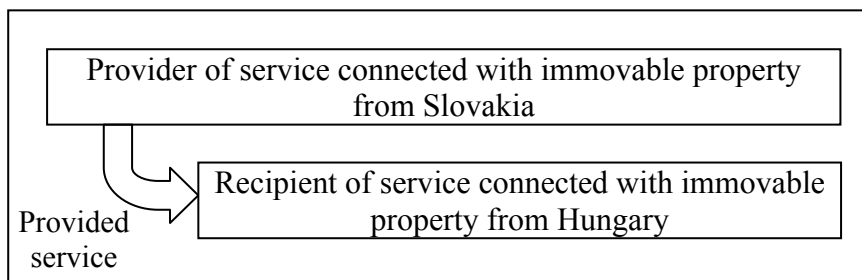 Provider of service connected with immovable property
from Slovakia
Recipient of service connected with immovable
property from Hungary
Provided
service